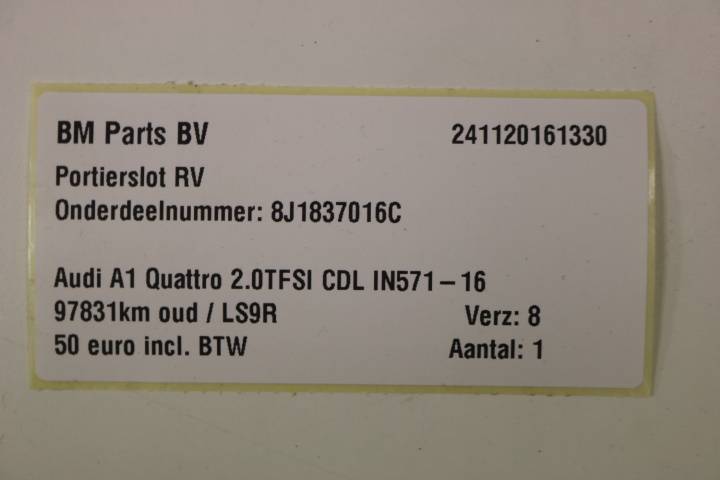 BM Parts BV 241120161330
Portierslot RV
Onderdeelnummer: 8J1837016C
Audi A1 Quattro 2.0TFSI CDL IN571-16
97831km oud / LS9R Verz: 8
50 euro incl. BTW Aantal: 1